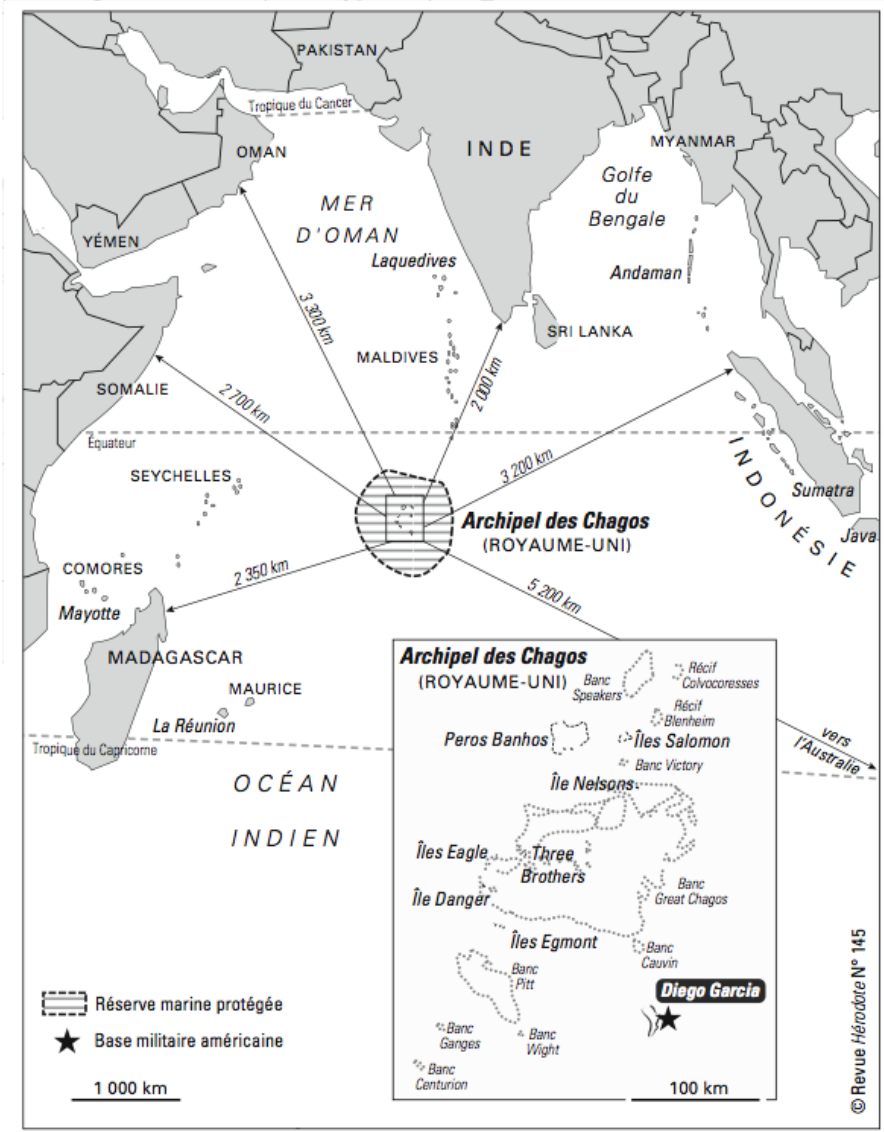 PAKISTAN
Tropique du Cancer
OMAN
INDE
MYANMAR
Golfe
du
Bengale
MER
D'OMAN
YÉMEN
Laquedives
Andaman
3 300 km
SRI LANKA
MALDIVES
2 000 km
SOMALIE
2 700 km
Équateur
3 200 km
SEYCHELLES
INDONÉSIE
Sumatra
Java
Archipel des Chagos
(ROYAUME-UNI)
COMORES
2 350 km
5 200 km
Mayotte
MADAGASCAR
MAURICE
La Réunion
Tropique du Capricorne
vers
l'Australie
OCÉAN
INDIEN
Archipel des Chagos
(ROYAUME-UNI)
Banc
Speakers
Récif
Colvocoresses
Récif
Blenheim
Peros Banhos
Îles Salomon
Banc Victory
Île Nelsons
Îles Eagle
Three
Brothers
Île Danger
Banc
Great Chagos
Îles Egmont
Banc
Cauvin
Banc
Pitt
Diego Garcia
Banc
Ganges
Banc
Wight
Banc
Centurion
100 km
Réserve marine protégée
Base militaire américaine
1 000 km
© Revue Hérodote N° 145